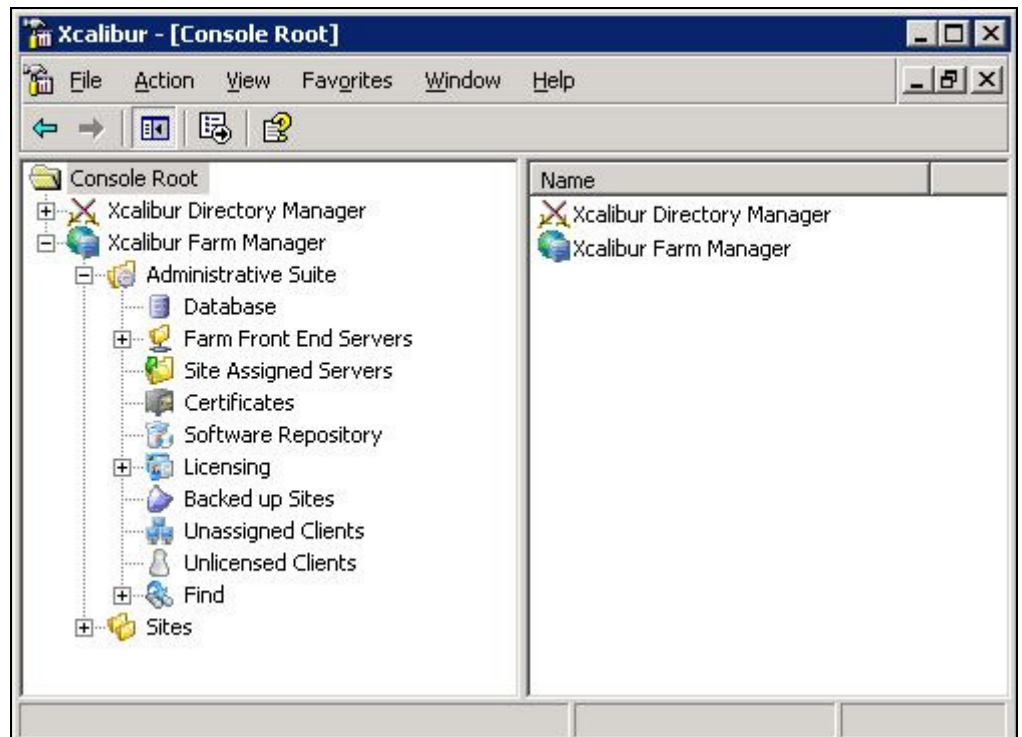 Xcalibur - [Console Root]
File Action View Favorites Window Help
Console Root
Xcalibur Directory Manager
Xcalibur Farm Manager
Administrative Suite
Database
Farm Front End Servers
Site Assigned Servers
Certificates
Software Repository
Licensing
Backed up Sites
Unassigned Clients
Unlicensed Clients
Find
Sites
Name
Xcalibur Directory Manager
Xcalibur Farm Manager